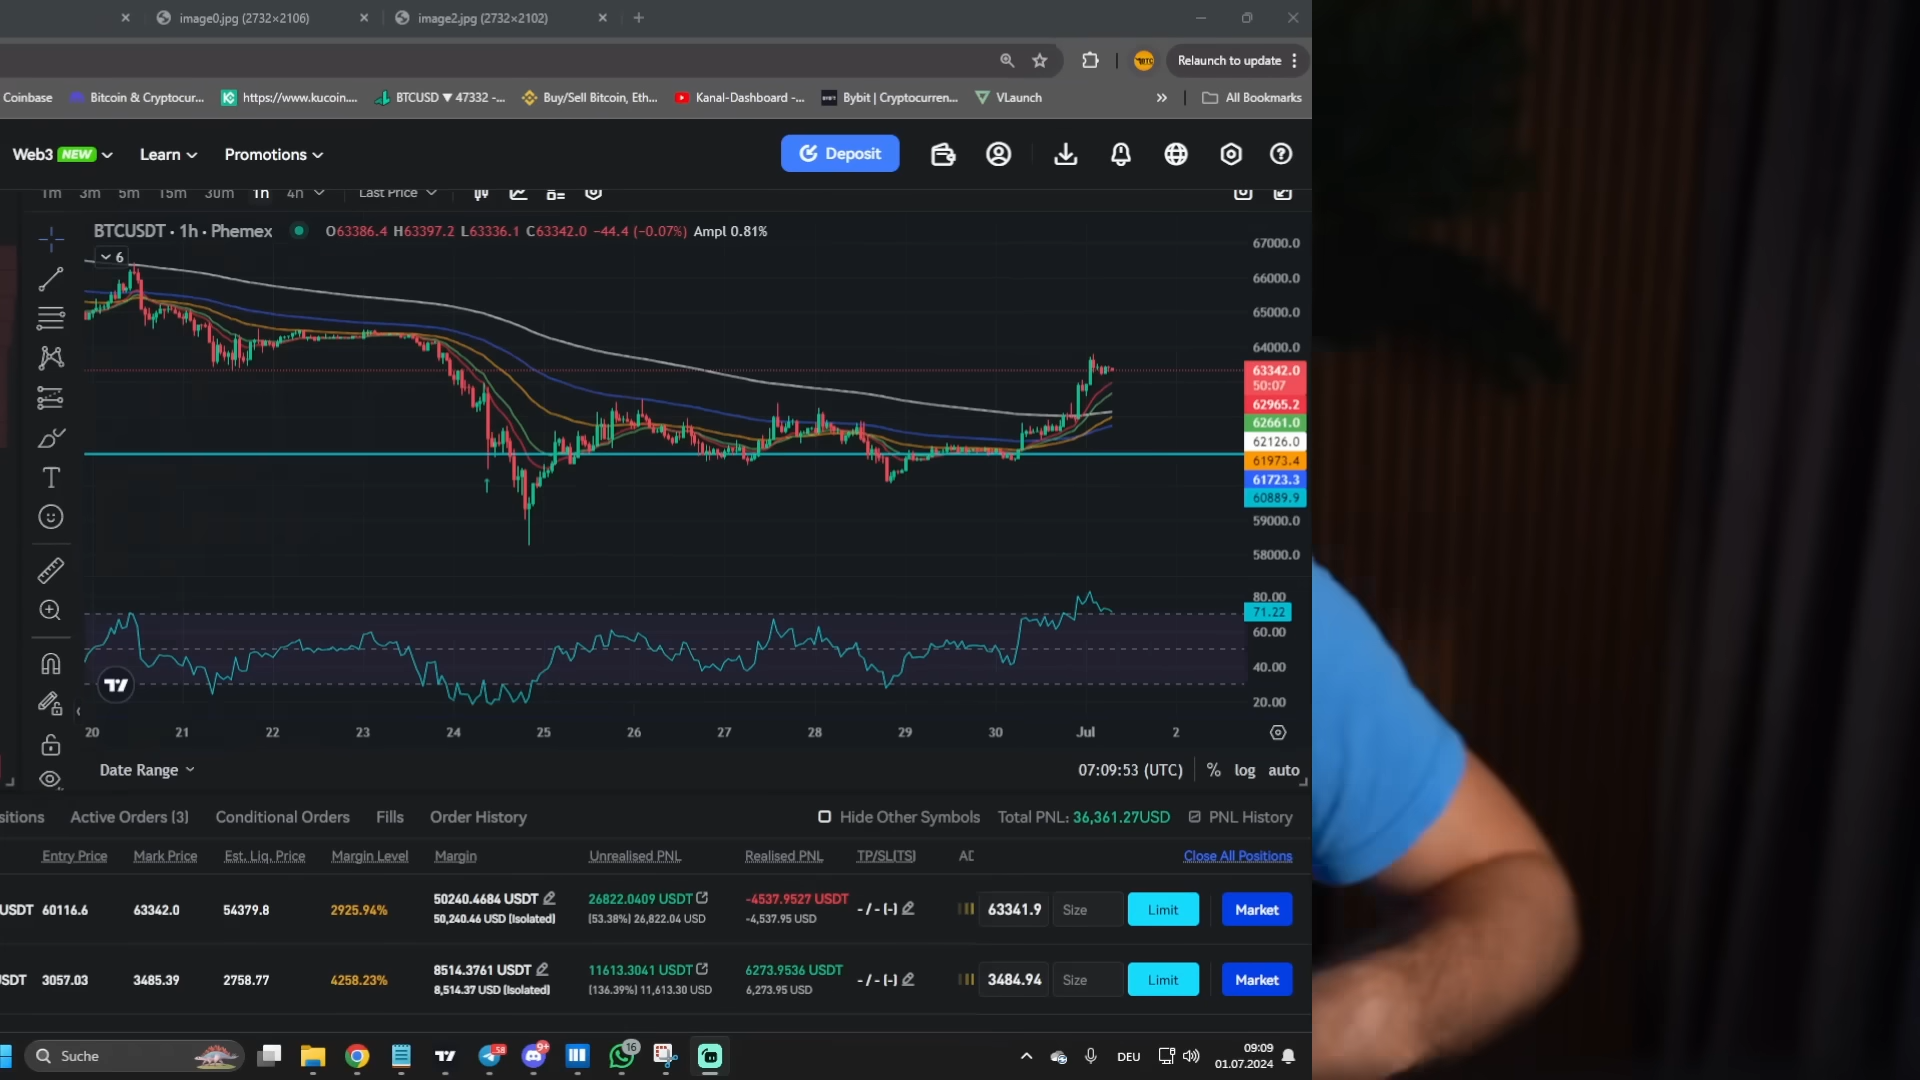 image0.jpg (2732×2106)
image2.jpg (2732×2102)
Relaunch to update
Coinbase
Bitcoin & Cryptocur...
https://www.kucoin....
BTCUSD ▼ 47332 -...
Buy/Sell Bitcoin, Eth...
Kanal-Dashboard -...
Bybit | Cryptocurren...
VLaunch
»
All Bookmarks
Web3 NEW
Learn
Promotions
Deposit
1m 3m 5m 15m 30m 1h 4h
Last Price
BTCUSDT · 1h · Phemex
O63386.4 H63397.2 L63336.1 C63342.0 −44.4 (−0.07%) Ampl 0.81%
6
67000.0
66000.0
65000.0
64000.0
63342.0
50:07
62965.2
62661.0
62126.0
61973.4
61723.3
60889.9
59000.0
58000.0
80.00
71.22
60.00
40.00
20.00
20 21 22 23 24 25 26 27 28 29 30 Jul 2
Date Range
07:09:53 (UTC) % log auto
sitions
Active Orders (3)
Conditional Orders
Fills
Order History
Hide Other Symbols
Total PNL: 36,361.27USD
PNL History
Entry Price
Mark Price
Est. Liq. Price
Margin Level
Margin
Unrealised PNL
Realised PNL
TP/SL(TS)
Close All Positions
USDT 60116.6 63342.0 54379.8 2925.94% 50240.4684 USDT 26822.0409 USDT -4537.9527 USDT - / - (-) 63341.9 Size Limit Market
50,240.46 USD (Isolated) (53.38%) 26,822.04 USD -4,537.95 USD
SDT 3057.03 3485.39 2758.77 4258.23% 8514.3761 USDT 11613.3041 USDT 6273.9536 USDT - / - (-) 3484.94 Size Limit Market
8,514.37 USD (Isolated) (136.39%) 11,613.30 USD 6,273.95 USD
Suche
58
9+
16
DEU
09:09
01.07.2024